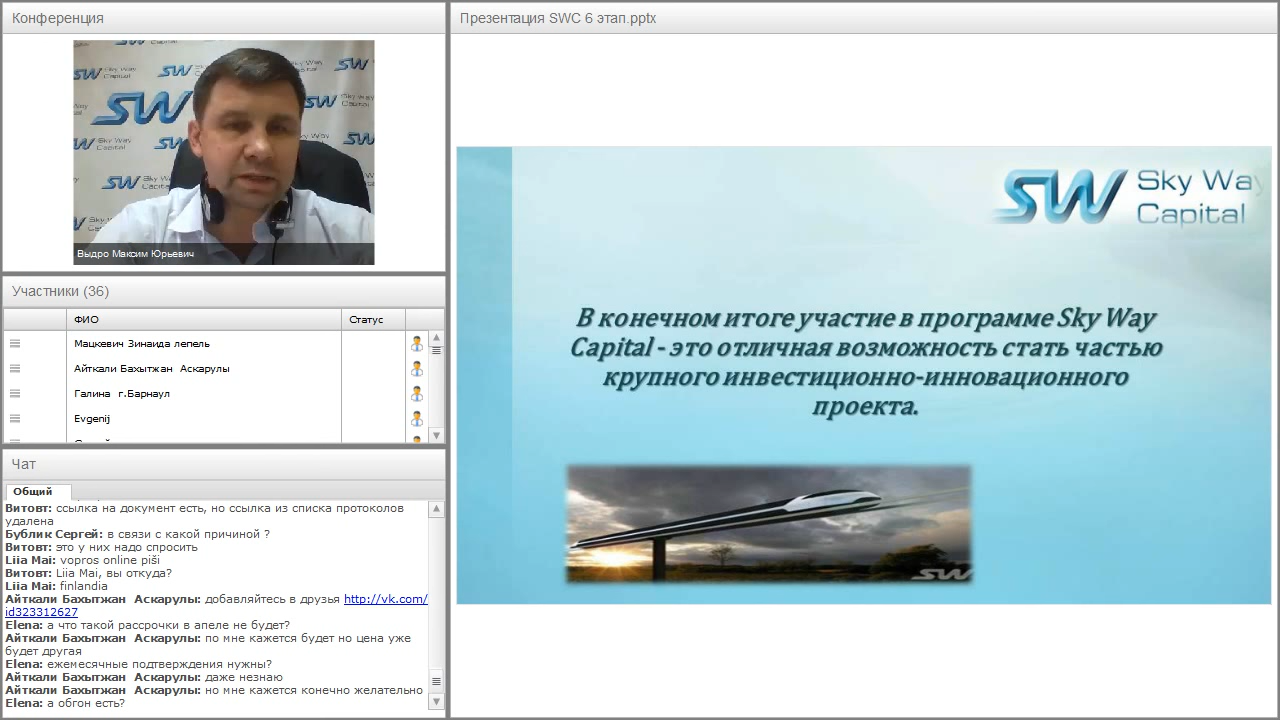 Конференция
SW Sky Way Capital
Выдро Максим Юрьевич
Участники (36)
ФИО
Статус
Мацкевич Зинаида лепель
Айткали Бахытжан Аскарулы
Галина г.Барнаул
Evgenij
Чат
Общий
Витовт: ссылка на документ есть, но ссылка из списка протоколов
удалена
Бублик Сергей: в связи с какой причиной ?
Витовт: это у них надо спросить
Liia Mai: vopros online piši
Витовт: Liia Mai, вы откуда?
Liia Mai: finlandia
Айткали Бахытжан Аскарулы: добавляйтесь в друзья http://vk.com/
id323312627
Elena: а что такой рассрочки в апеле не будет?
Айткали Бахытжан Аскарулы: по мне кажется будет но цена уже
будет другая
Elena: ежемесячные подтверждения нужны?
Айткали Бахытжан Аскарулы: даже незнаю
Айткали Бахытжан Аскарулы: но мне кажется конечно желательно
Elena: а обгон есть?
Презентация SWC 6 этап.pptx
SW Sky Way
Capital
В конечном итоге участие в программе Sky Way
Capital - это отличная возможность стать частью
крупного инвестиционно-инновационного
проекта.
SW